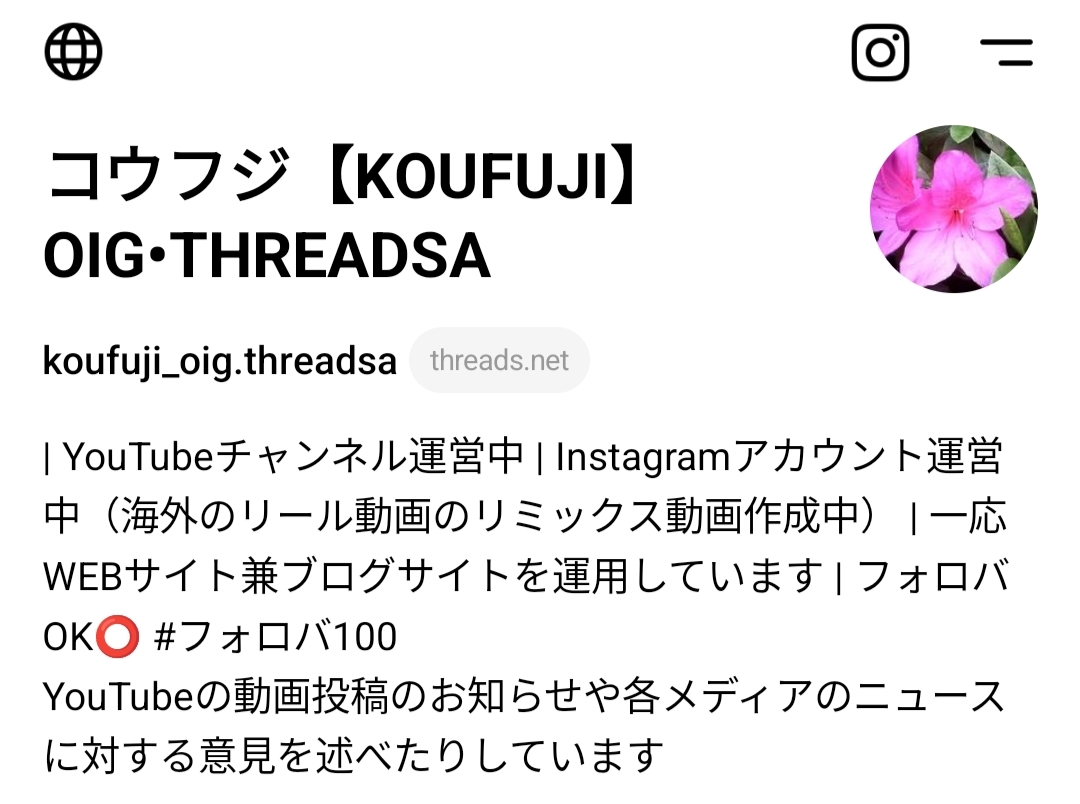 コウフジ【KOUFUJI】
OIG•THREADSA
koufuji_oig.threadsa threads.net
| YouTubeチャンネル運営中 | Instagramアカウント運営
中（海外のリール動画のリミックス動画作成中） | 一応
WEBサイト兼ブログサイトを運用しています | フォロバ
OK⭕ #フォロバ100
YouTubeの動画投稿のお知らせや各メディアのニュース
に対する意見を述べたりしています